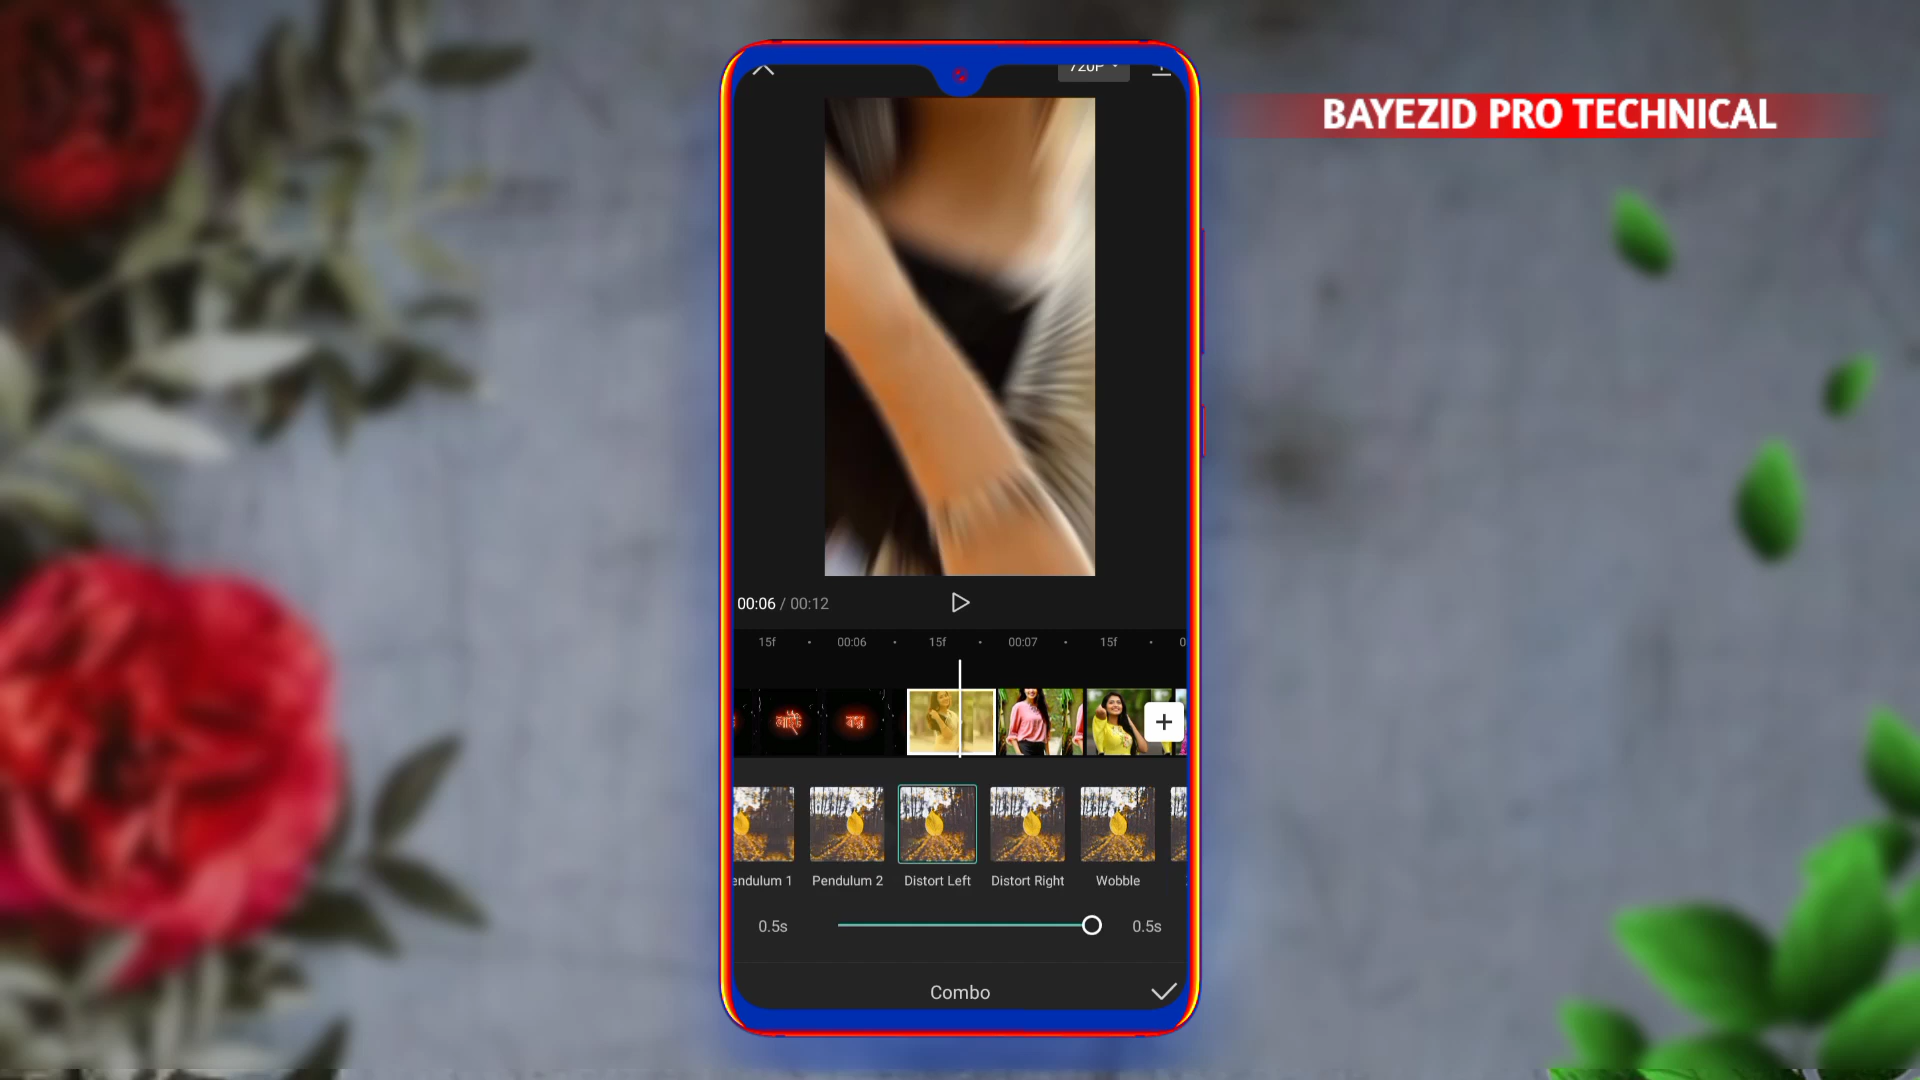 720P
BAYEZID PRO TECHNICAL
00:06 / 00:12
15f 00:06 15f 00:07 15f 0
endulum 1 Pendulum 2 Distort Left Distort Right Wobble
0.5s 0.5s
Combo